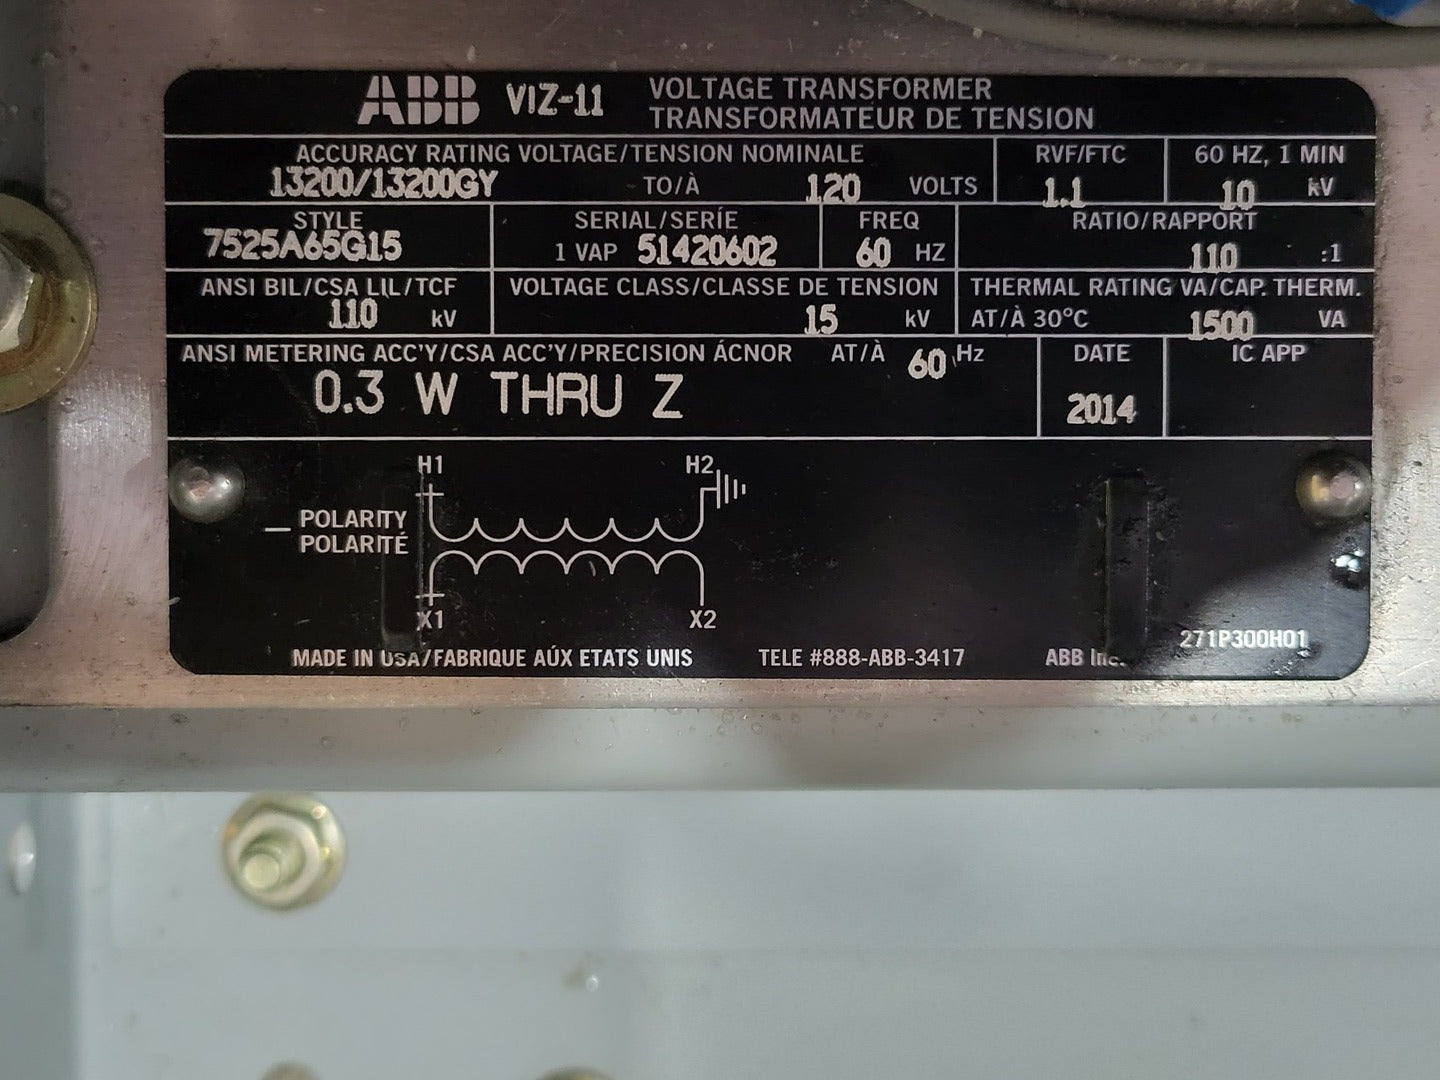 ABB VIZ-11 VOLTAGE TRANSFORMER
TRANSFORMATEUR DE TENSION
ACCURACY RATING VOLTAGE/TENSION NOMINALE
13200/13200GY TO/À 120 VOLTS
RVF/FTC
1.1
60 HZ, 1 MIN
10 kV
STYLE
7525A65G15
SERIAL/SERÍE
1 VAP 51420602
FREQ
60 HZ
RATIO/RAPPORT
110 :1
ANSI BIL/CSA LIL/TCF
110 kV
VOLTAGE CLASS/CLASSE DE TENSION
15 kV
THERMAL RATING VA/CAP. THERM.
AT/À 30°C 1500 VA
ANSI METERING ACC'Y/CSA ACC'Y/PRECISION ÁCNOR AT/À 60 Hz
0.3 W THRU Z
DATE
2014
IC APP
H1 H2
POLARITY
POLARITÉ
X1 X2
271P300H01
MADE IN USA/FABRIQUE AÚX ETATS UNIS TELE #888-ABB-3417 ABB Inc.